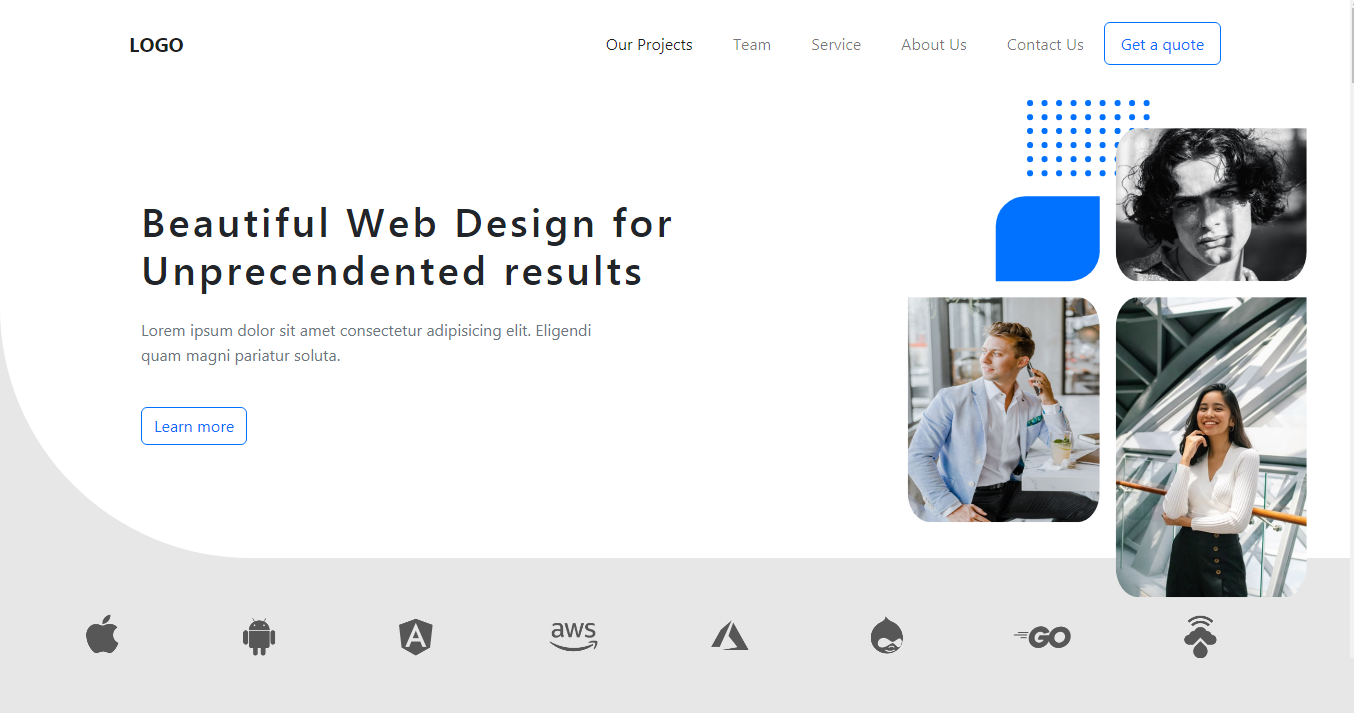 LOGO
Our Projects
Team
Service
About Us
Contact Us
Get a quote
Beautiful Web Design for
Unprecendented results
Lorem ipsum dolor sit amet consectetur adipisicing elit. Eligendi
quam magni pariatur soluta.
Learn more
aws
GO